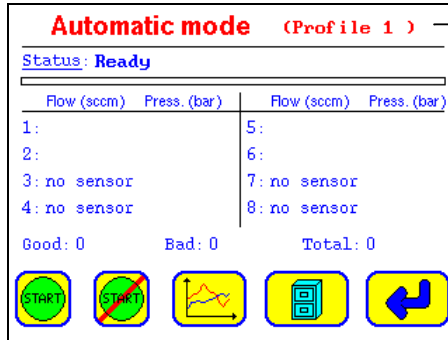 Automatic mode (Profile 1 )
Status: Ready
Flow (sccm) Press. (bar) Flow (sccm) Press. (bar)
1: 5:
2: 6:
3: no sensor 7: no sensor
4: no sensor 8: no sensor
Good: 0 Bad: 0 Total: 0
START START